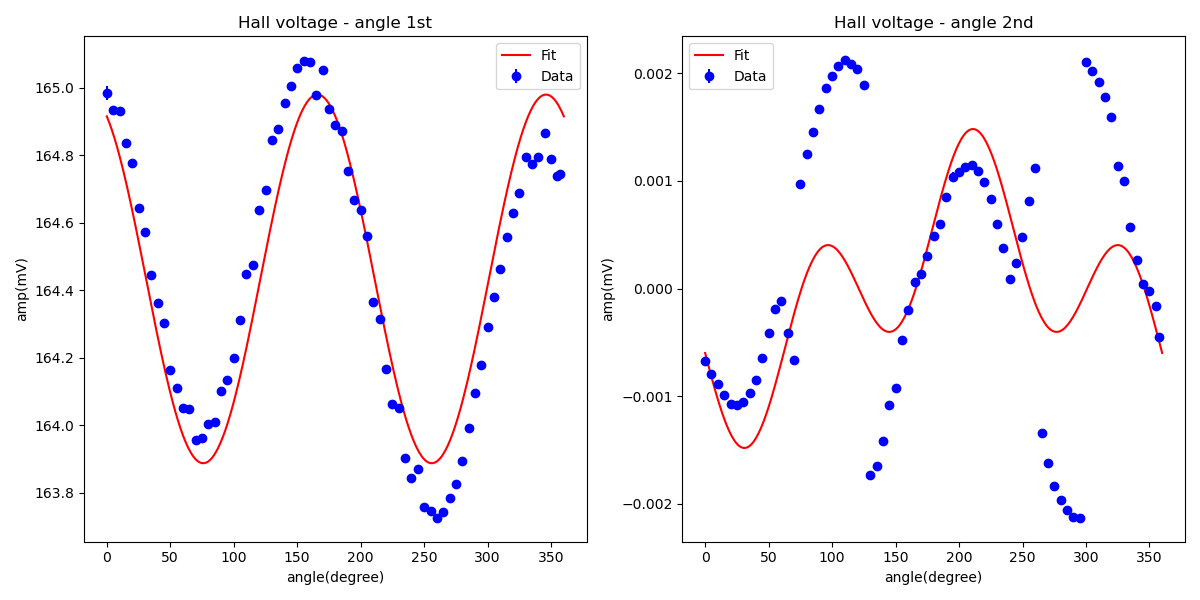 Hall voltage - angle 1st
Fit
Data
165.0
164.8
164.6
164.4
164.2
164.0
163.8
amp(mV)
0
50
100
150
200
250
300
350
angle(degree)
Hall voltage - angle 2nd
Fit
Data
0.002
0.001
0.000
−0.001
−0.002
amp(mV)
0
50
100
150
200
250
300
350
angle(degree)